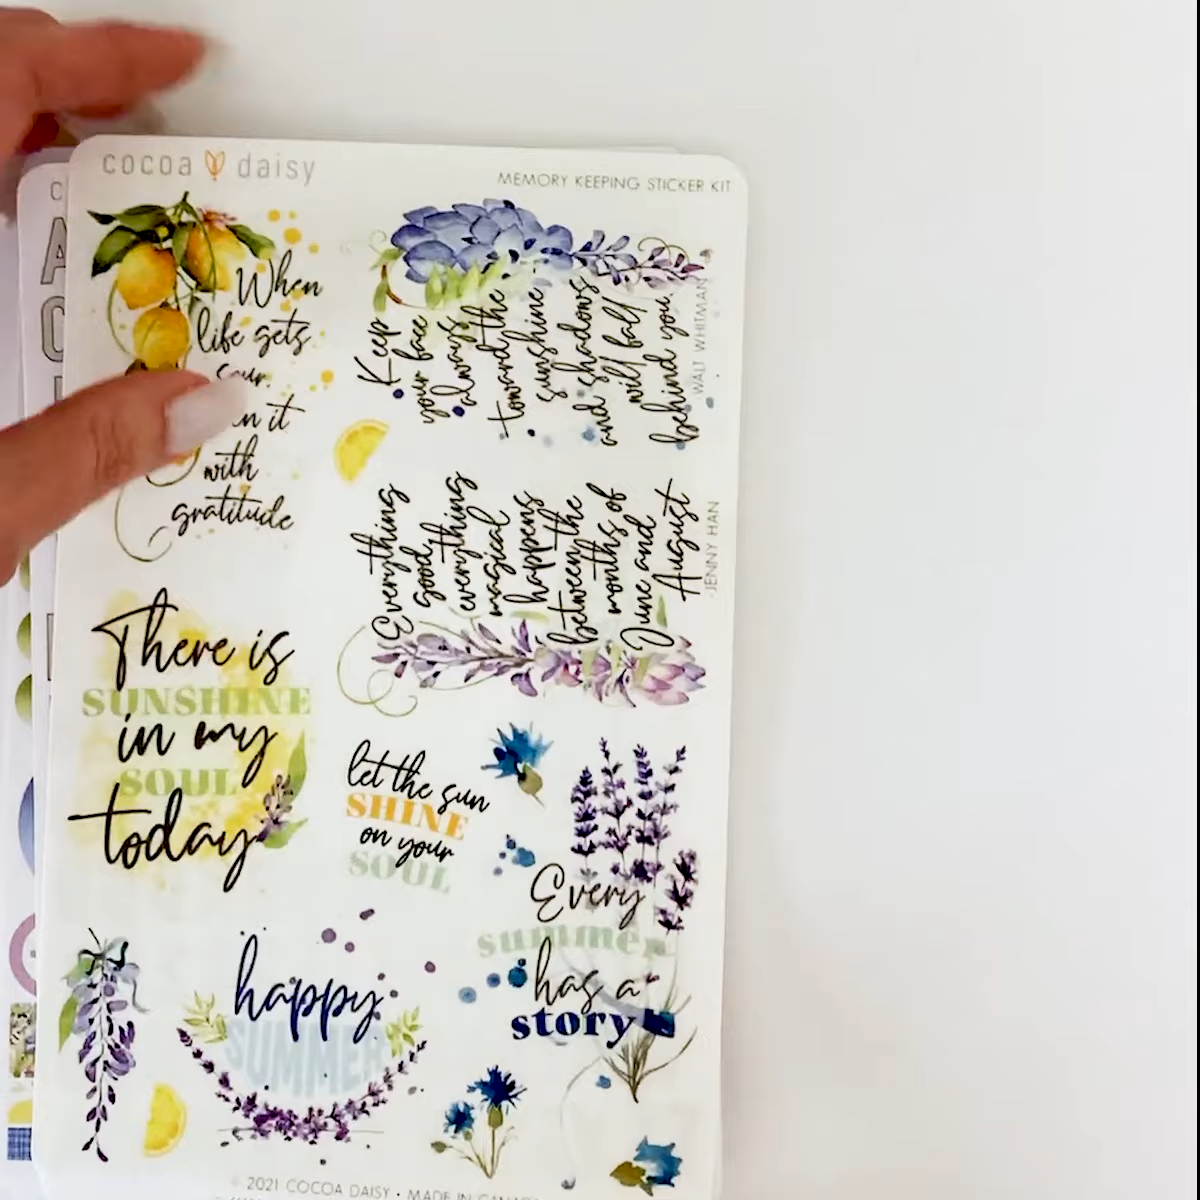 cocoa daisy
MEMORY KEEPING STICKER KIT
When
life gets
sour
it
with
gratitude
Keep
your face
always
toward the
sunshine
and shadows
will fall
behind you
WALT WHITMAN
Everything
good,
everything
magical
happens
between the
months of
June and
August
-JENNY HAN
There is
SUNSHINE
in my
SOUL
today
let the sun
SHINE
on your
SOUL
Every
summer
has a
story
happy
SUMMER
© 2021 COCOA DAISY • MADE IN CANADA